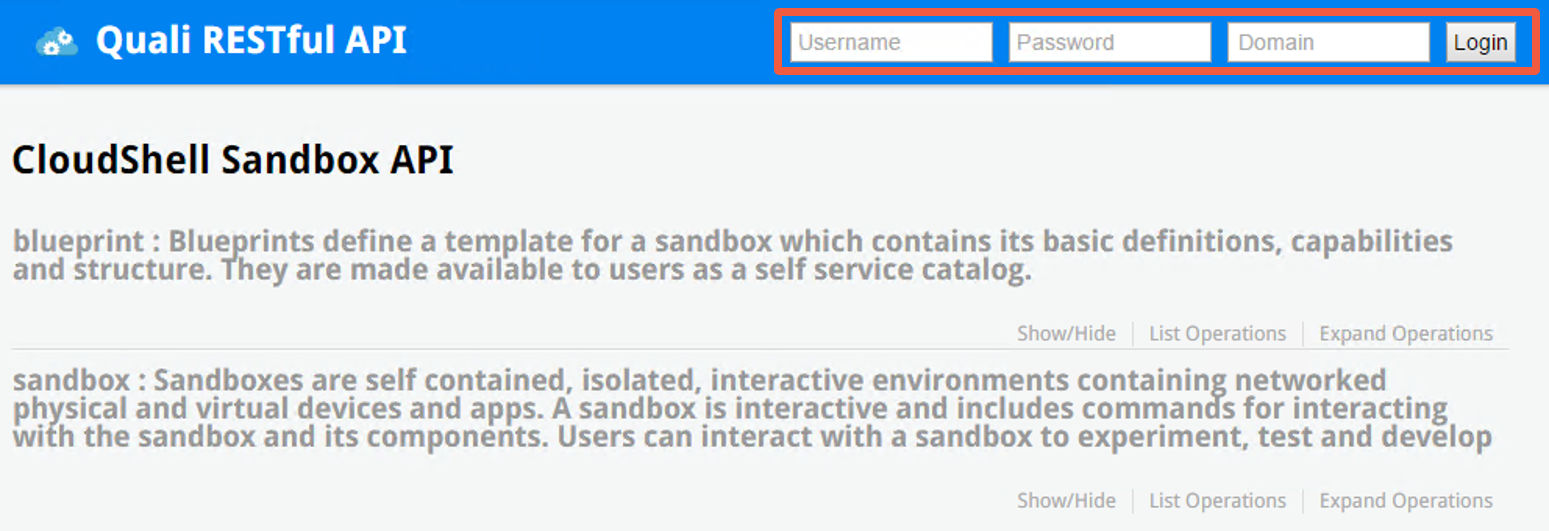 Quali RESTful API
Username
Password
Domain
Login
CloudShell Sandbox API
blueprint : Blueprints define a template for a sandbox which contains its basic definitions, capabilities
and structure. They are made available to users as a self service catalog.
Show/Hide
List Operations
Expand Operations
sandbox : Sandboxes are self contained, isolated, interactive environments containing networked
physical and virtual devices and apps. A sandbox is interactive and includes commands for interacting
with the sandbox and its components. Users can interact with a sandbox to experiment, test and develop
Show/Hide
List Operations
Expand Operations